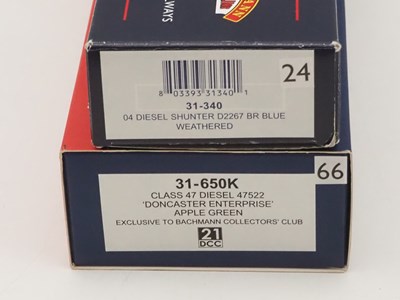 WAYS
24
8 03393 31340 1
31-340
04 DIESEL SHUNTER D2267 BR BLUE
WEATHERED
66
31-650K
CLASS 47 DIESEL 47522
'DONCASTER ENTERPRISE'
APPLE GREEN
EXCLUSIVE TO BACHMANN COLLECTORS' CLUB
21
DCC